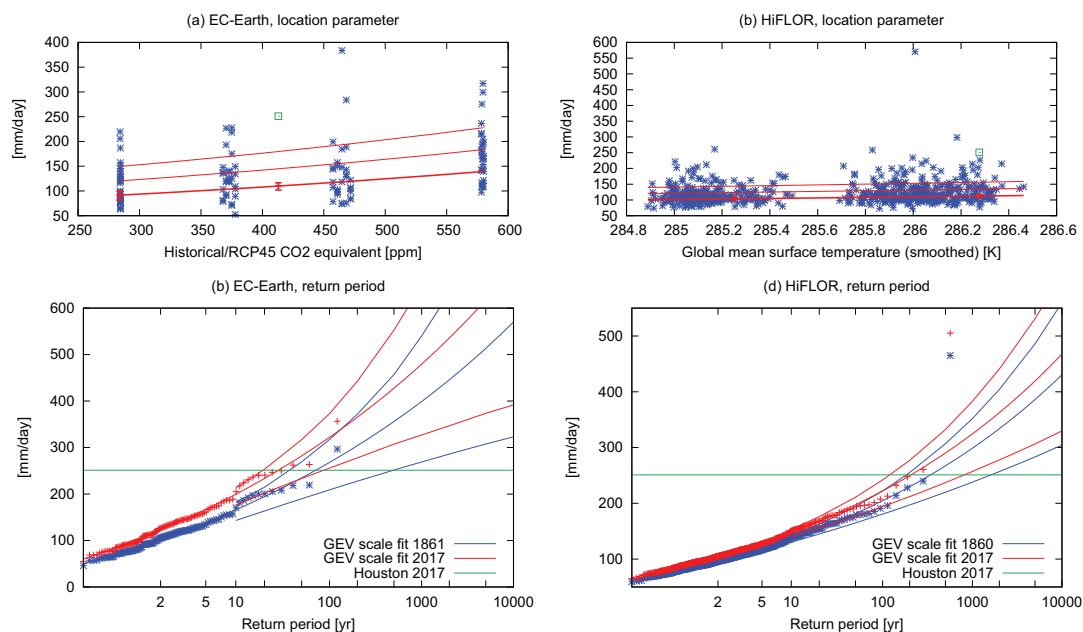 (a) EC-Earth, location parameter
[mm/day]
400
350
300
250
200
150
100
50
250 300 350 400 450 500 550 600
Historical/RCP45 CO2 equivalent [ppm]
(b) HiFLOR, location parameter
[mm/day]
600
550
500
450
400
350
300
250
200
150
100
50
284.8 285 285.2 285.4 285.6 285.8 286 286.2 286.4 286.6
Global mean surface temperature (smoothed) [K]
(b) EC-Earth, return period
[mm/day]
600
500
400
300
200
100
0
GEV scale fit 1861
GEV scale fit 2017
Houston 2017
2 5 10 100 1000 10000
Return period [yr]
(d) HiFLOR, return period
[mm/day]
500
400
300
200
100
GEV scale fit 1860
GEV scale fit 2017
Houston 2017
2 5 10 100 1000 10000
Return period [yr]